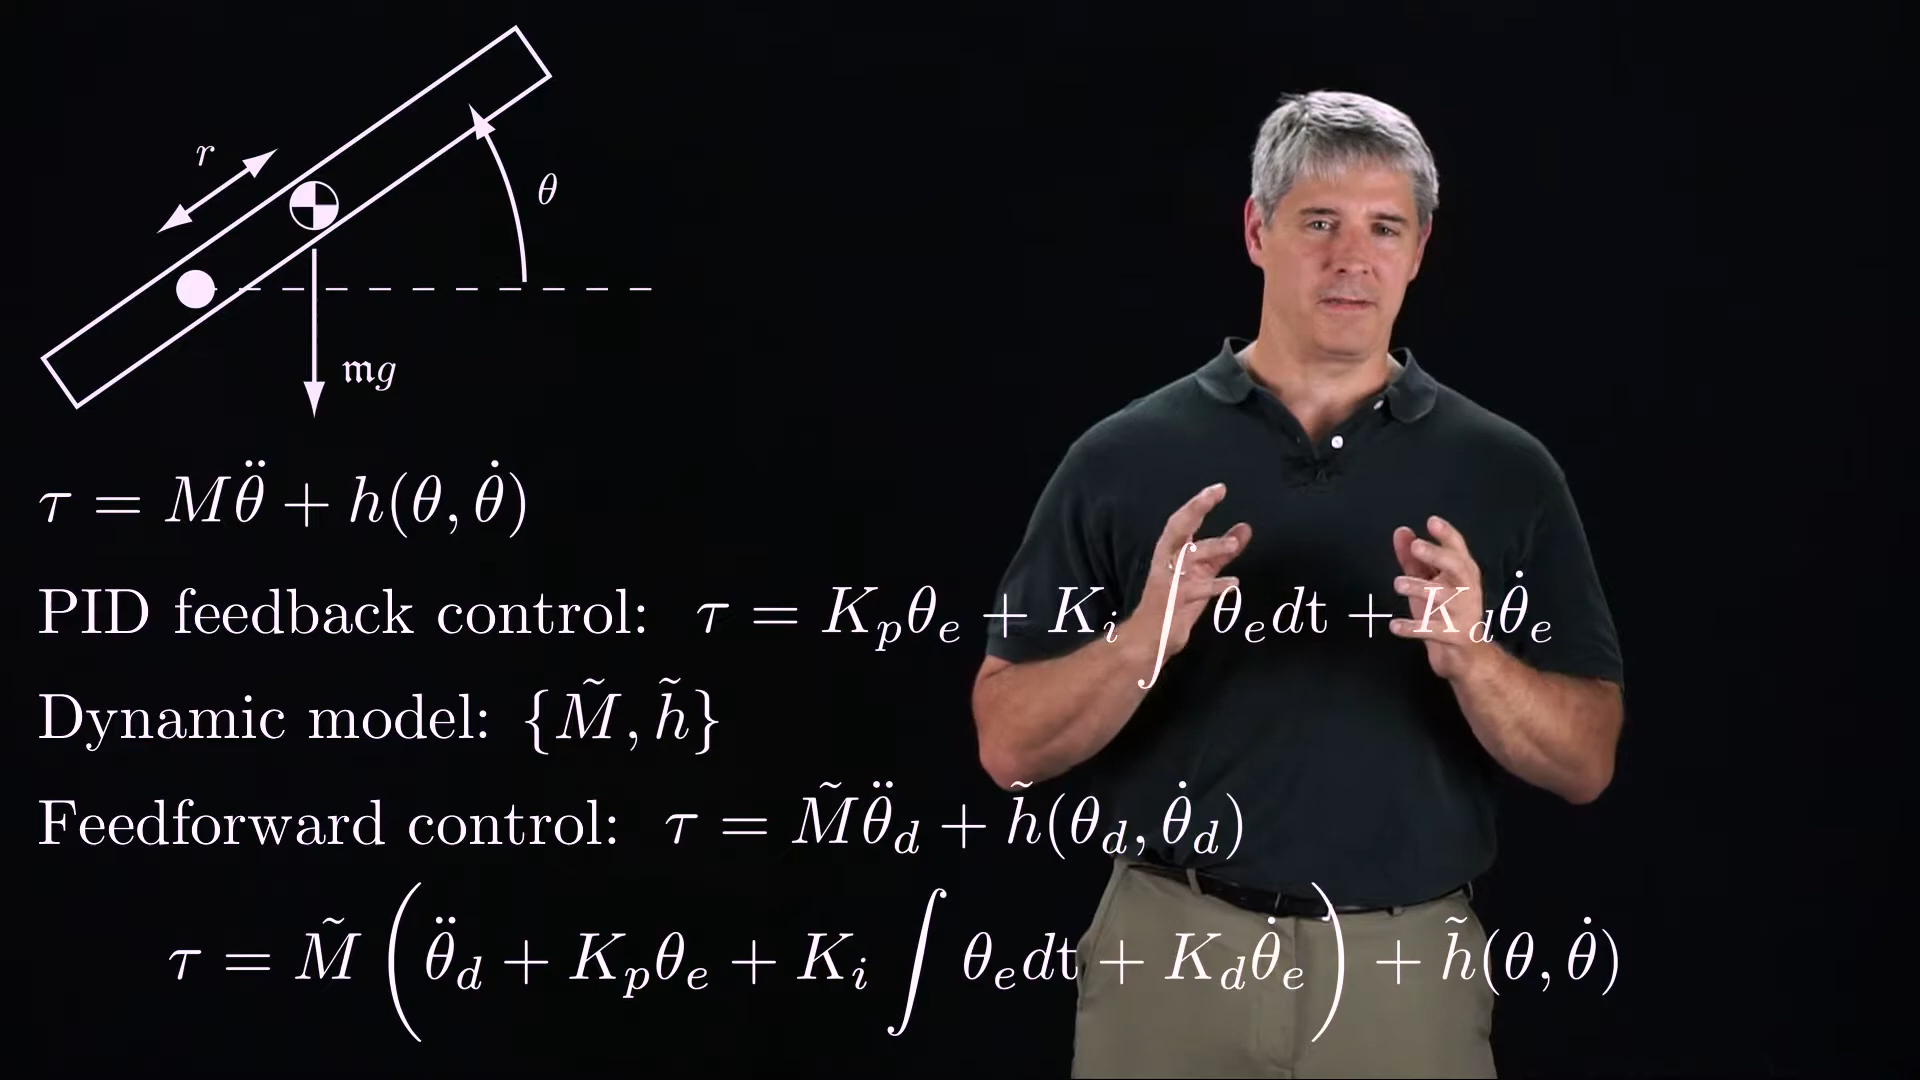 r
θ
𝔪g
τ = Mθ̈ + h(θ, θ̇)
PID feedback control: τ = K_pθ_e + K_i ∫ θ_e dt + K_dθ̇_e
Dynamic model: {M̃, h̃}
Feedforward control: τ = M̃θ̈_d + h̃(θ_d, θ̇_d)
τ = M̃ (θ̈_d + K_pθ_e + K_i ∫ θ_e dt + K_dθ̇_e) + h̃(θ, θ̇)